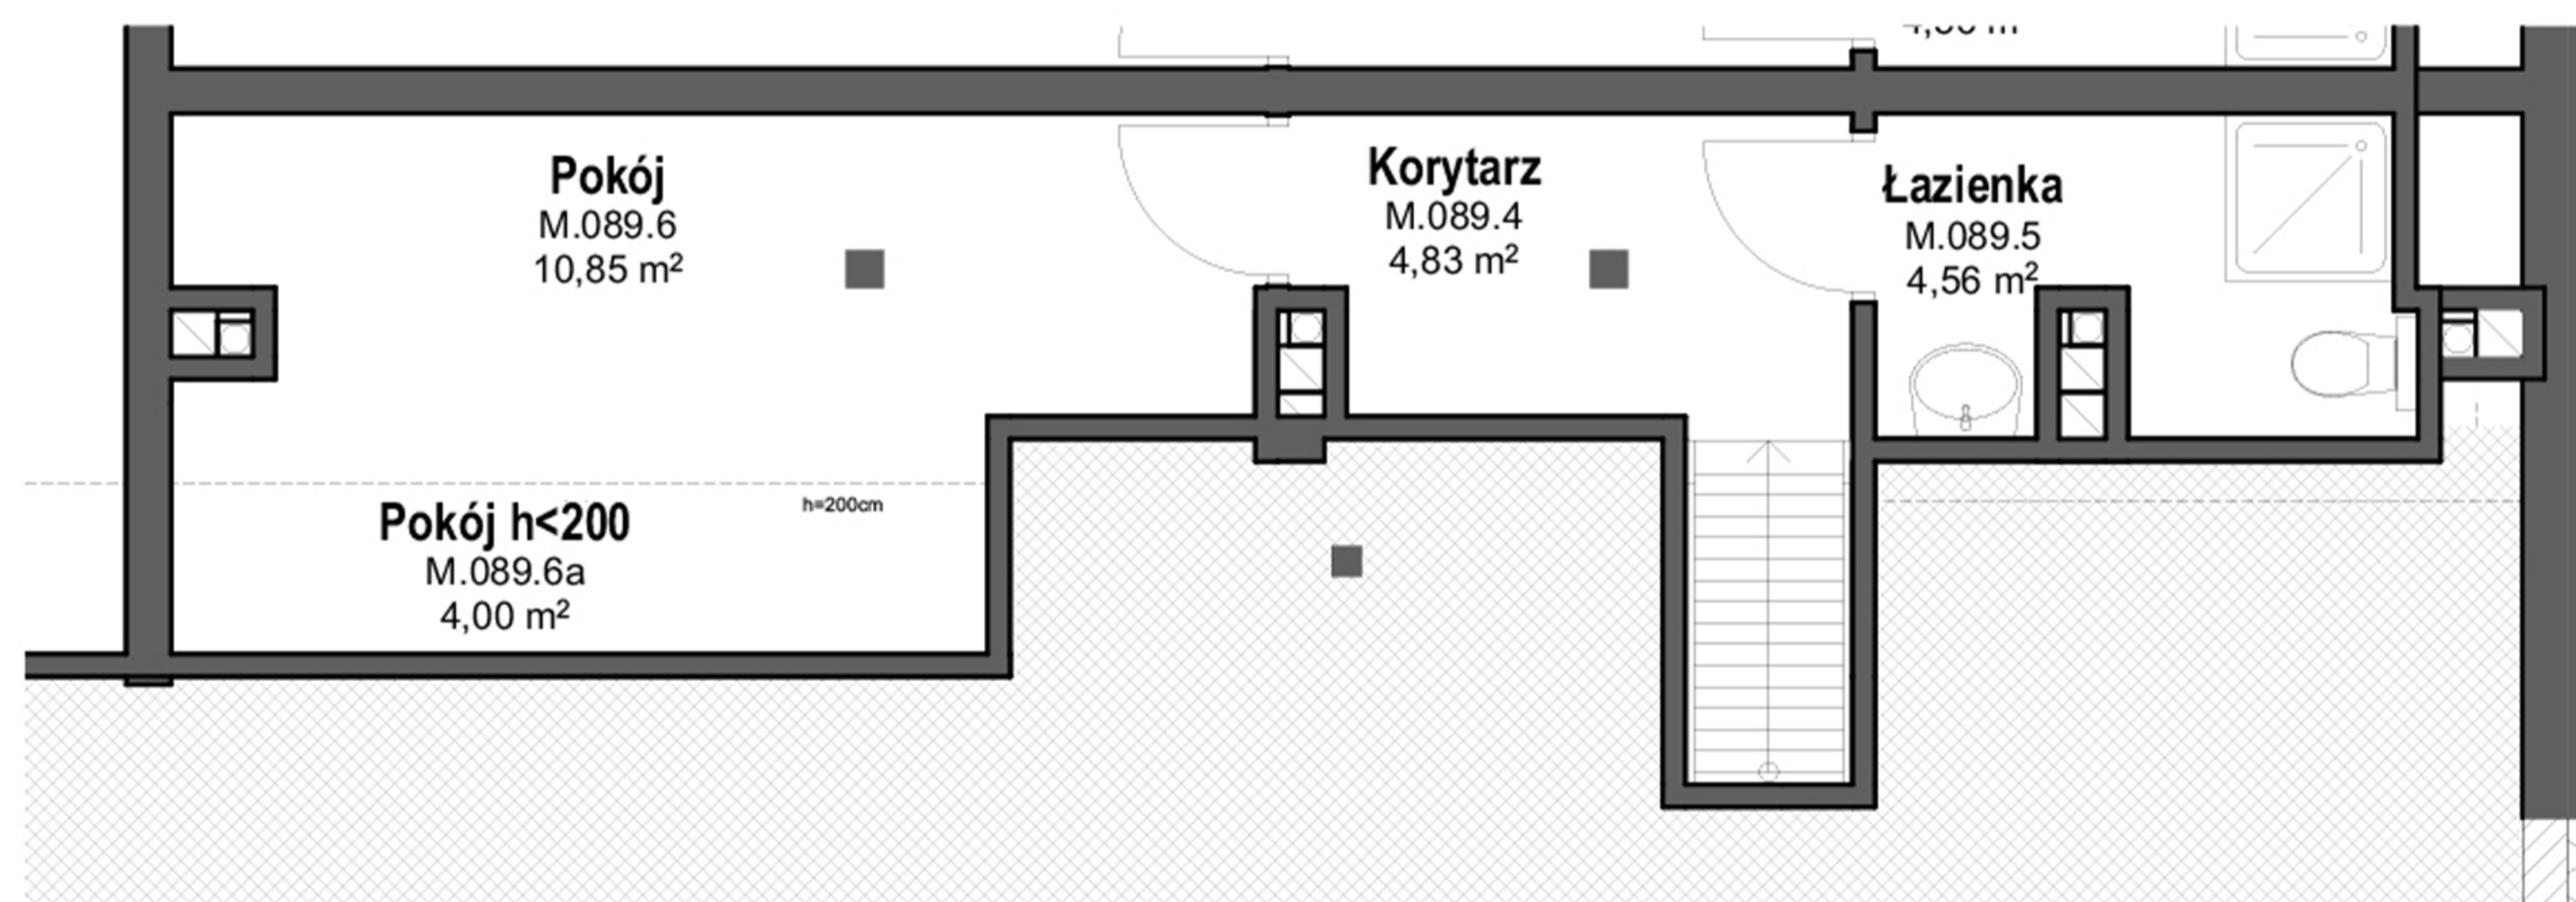 Pokój
M.089.6
10,85 m²
Korytarz
M.089.4
4,83 m²
Łazienka
M.089.5
4,56 m²
h=200cm
Pokój h<200
M.089.6a
4,00 m²